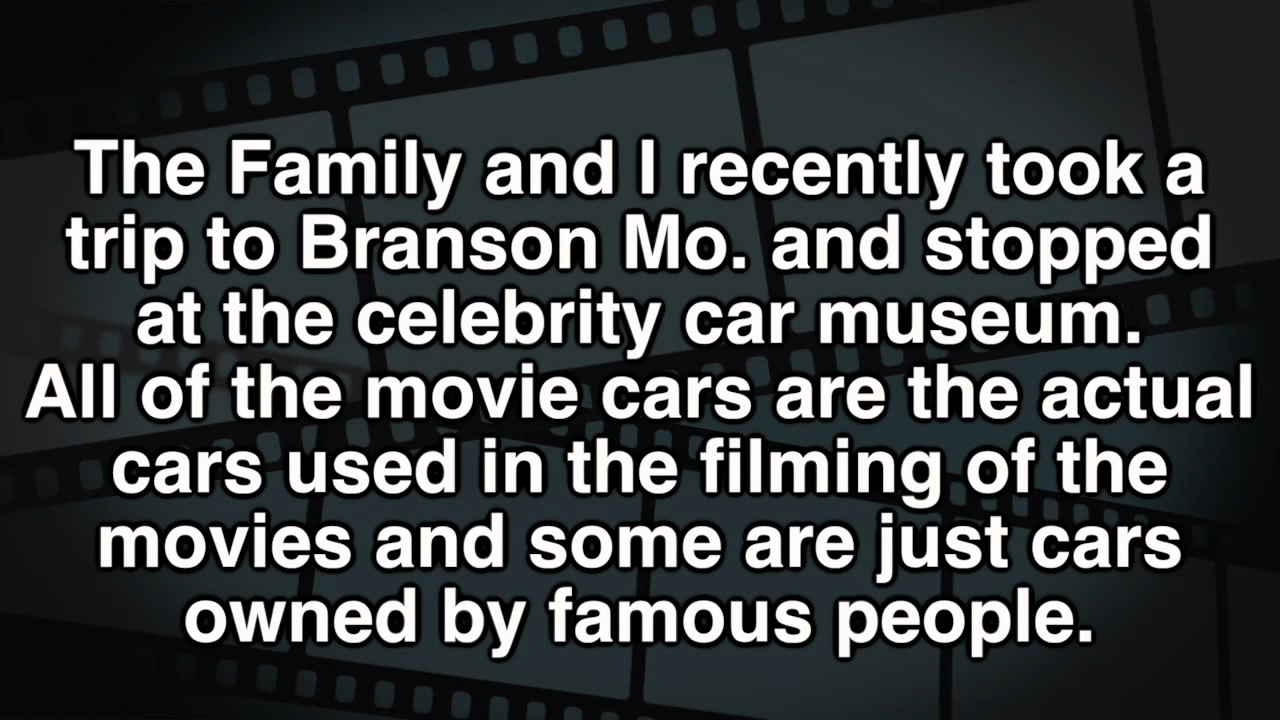 The Family and I recently took a
trip to Branson Mo. and stopped
at the celebrity car museum.
All of the movie cars are the actual
cars used in the filming of the
movies and some are just cars
owned by famous people.